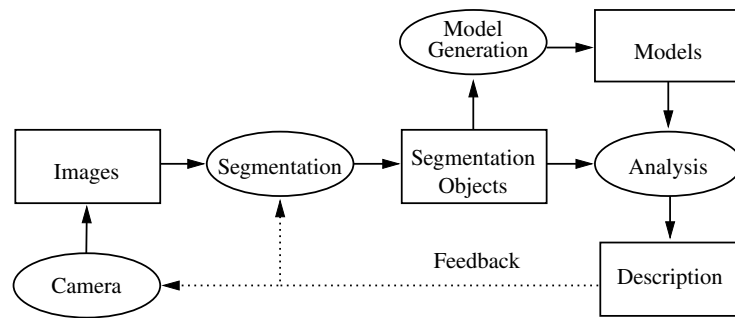 Model
Generation
Models
Images
Segmentation
Segmentation
Objects
Analysis
Feedback
Camera
Description